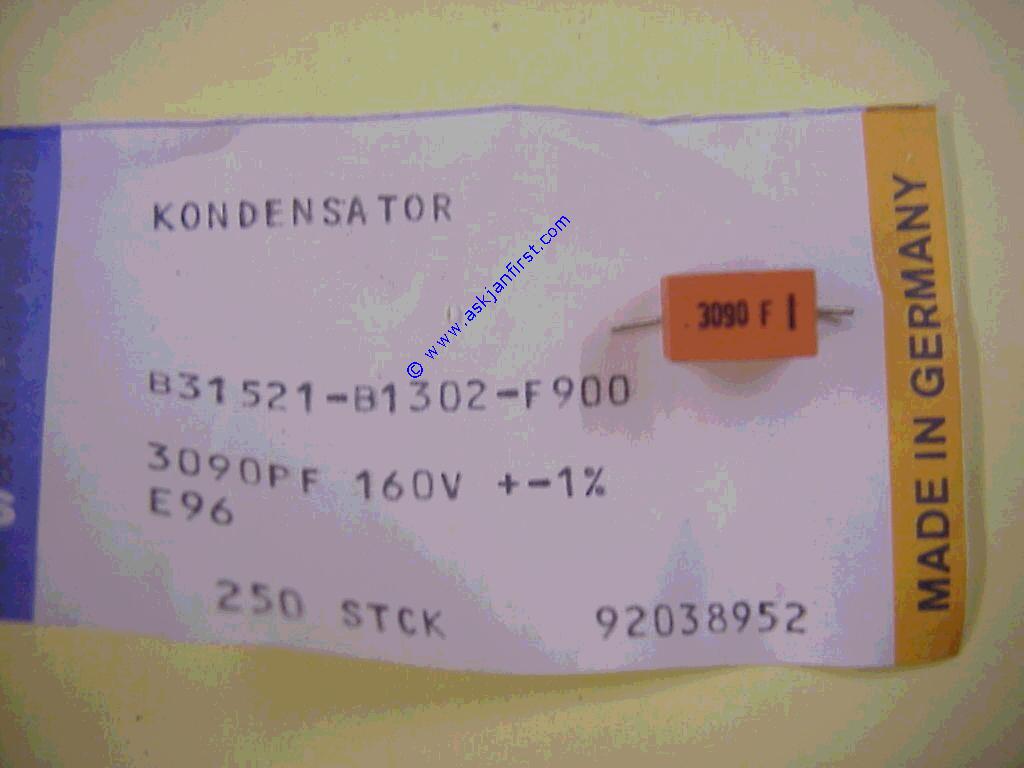 KONDENSATOR
© www.askjanfirst.com
3090 F
B31521-B1302-F900
3090PF 160V +-1%
E96
250 STCK 92038952
MADE IN GERMANY